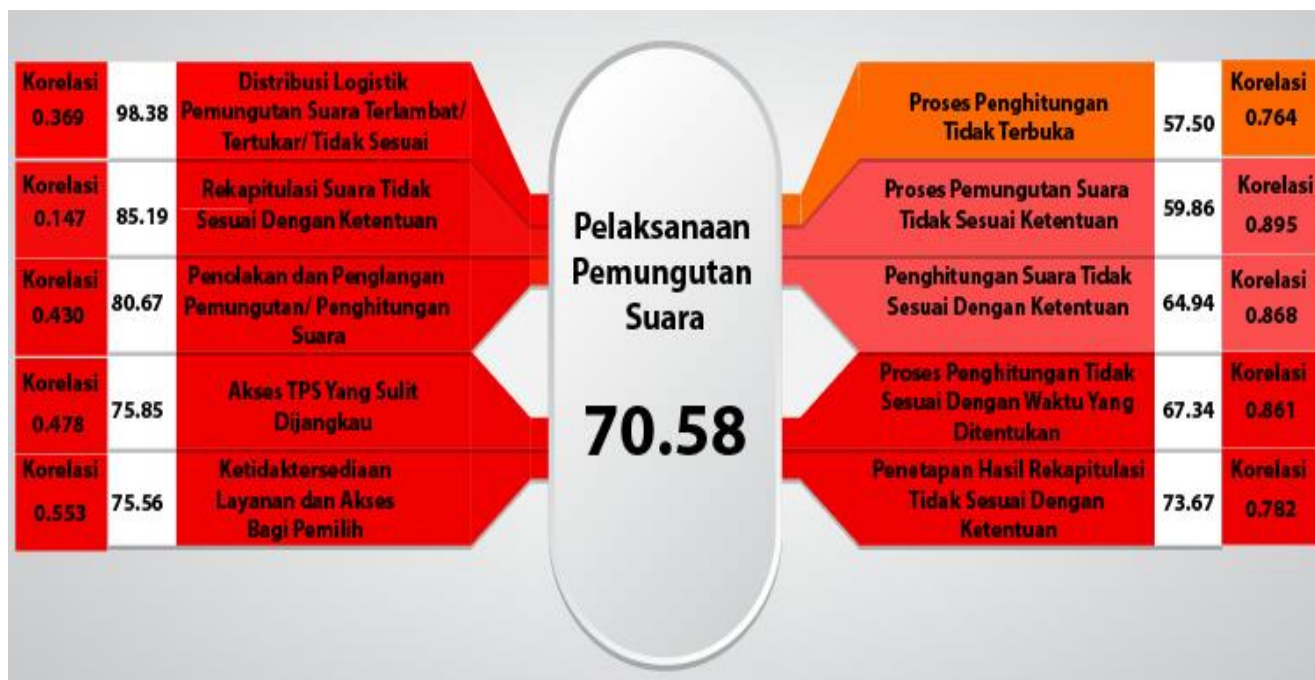 Korelasi
0.369
98.38
Distribusi Logistik
Pemungutan Suara Terlambat/
Tertukar/ Tidak Sesuai
Korelasi
0.147
85.19
Rekapitulasi Suara Tidak
Sesuai Dengan Ketentuan
Korelasi
0.430
80.67
Penolakan dan Penglangan
Pemungutan/ Penghitungan
Suara
Korelasi
0.478
75.85
Akses TPS Yang Sulit
Dijangkau
Korelasi
0.553
75.56
Ketidaktersediaan
Layanan dan Akses
Bagi Pemilih
Pelaksanaan
Pemungutan
Suara
70.58
Proses Penghitungan
Tidak Terbuka
57.50
Korelasi
0.764
Proses Pemungutan Suara
Tidak Sesuai Ketentuan
59.86
Korelasi
0.895
Penghitungan Suara Tidak
Sesuai Dengan Ketentuan
64.94
Korelasi
0.868
Proses Penghitungan Tidak
Sesuai Dengan Waktu Yang
Ditentukan
67.34
Korelasi
0.861
Penetapan Hasil Rekapitulasi
Tidak Sesuai Dengan
Ketentuan
73.67
Korelasi
0.782